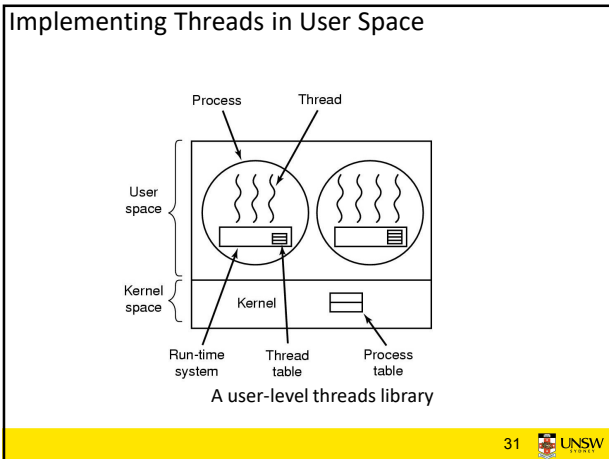 Implementing Threads in User Space
Process
Thread
User
space
Kernel
space
Kernel
Run-time
system
Thread
table
Process
table
A user-level threads library
31
UNSW
SYDNEY